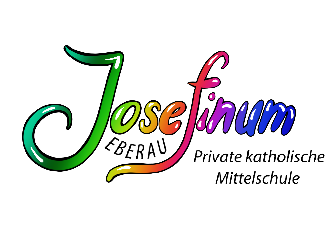 Josefinum
EBERAU
Private katholische
Mittelschule